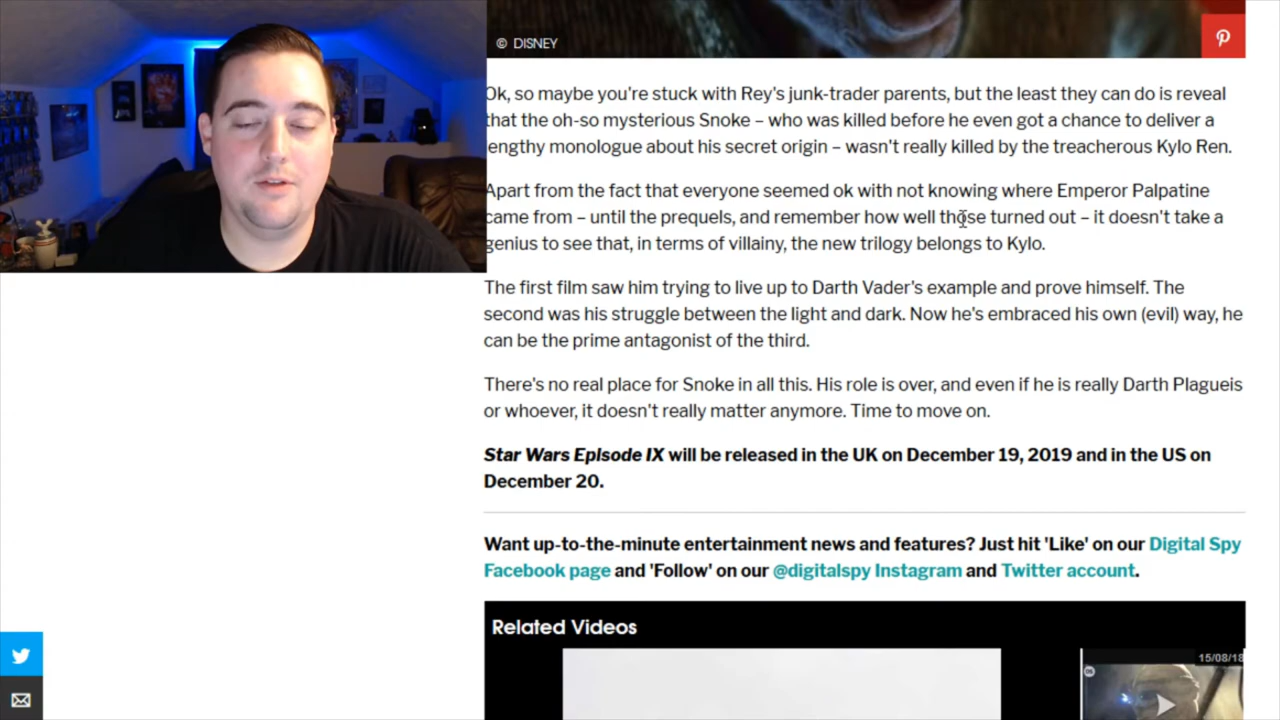 © DISNEY
Ok, so maybe you're stuck with Rey's junk-trader parents, but the least they can do is reveal
that the oh-so mysterious Snoke – who was killed before he even got a chance to deliver a
lengthy monologue about his secret origin – wasn't really killed by the treacherous Kylo Ren.
Apart from the fact that everyone seemed ok with not knowing where Emperor Palpatine
came from – until the prequels, and remember how well those turned out – it doesn't take a
genius to see that, in terms of villainy, the new trilogy belongs to Kylo.
The first film saw him trying to live up to Darth Vader's example and prove himself. The
second was his struggle between the light and dark. Now he's embraced his own (evil) way, he
can be the prime antagonist of the third.
There's no real place for Snoke in all this. His role is over, and even if he is really Darth Plagueis
or whoever, it doesn't really matter anymore. Time to move on.
Star Wars Episode IX will be released in the UK on December 19, 2019 and in the US on
December 20.
Want up-to-the-minute entertainment news and features? Just hit 'Like' on our Digital Spy
Facebook page and 'Follow' on our @digitalspy Instagram and Twitter account.
Related Videos
15/08/18